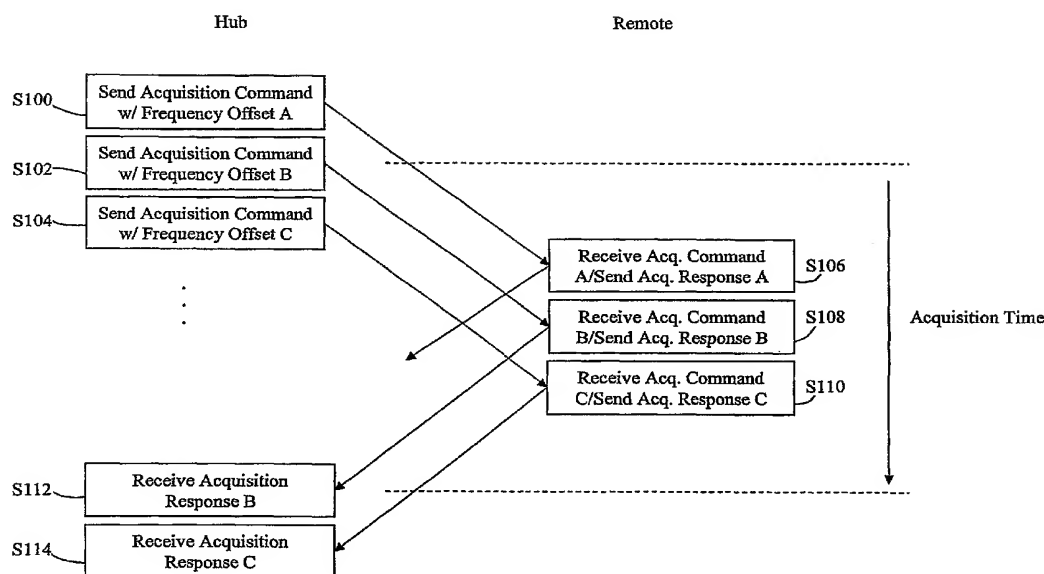 Hub
Remote
S100
Send Acquisition Command
w/ Frequency Offset A
S102
Send Acquisition Command
w/ Frequency Offset B
S104
Send Acquisition Command
w/ Frequency Offset C
Receive Acq. Command
A/Send Acq. Response A
S106
Receive Acq. Command
B/Send Acq. Response B
S108
Acquisition Time
Receive Acq. Command
C/Send Acq. Response C
S110
S112
Receive Acquisition
Response B
S114
Receive Acquisition
Response C